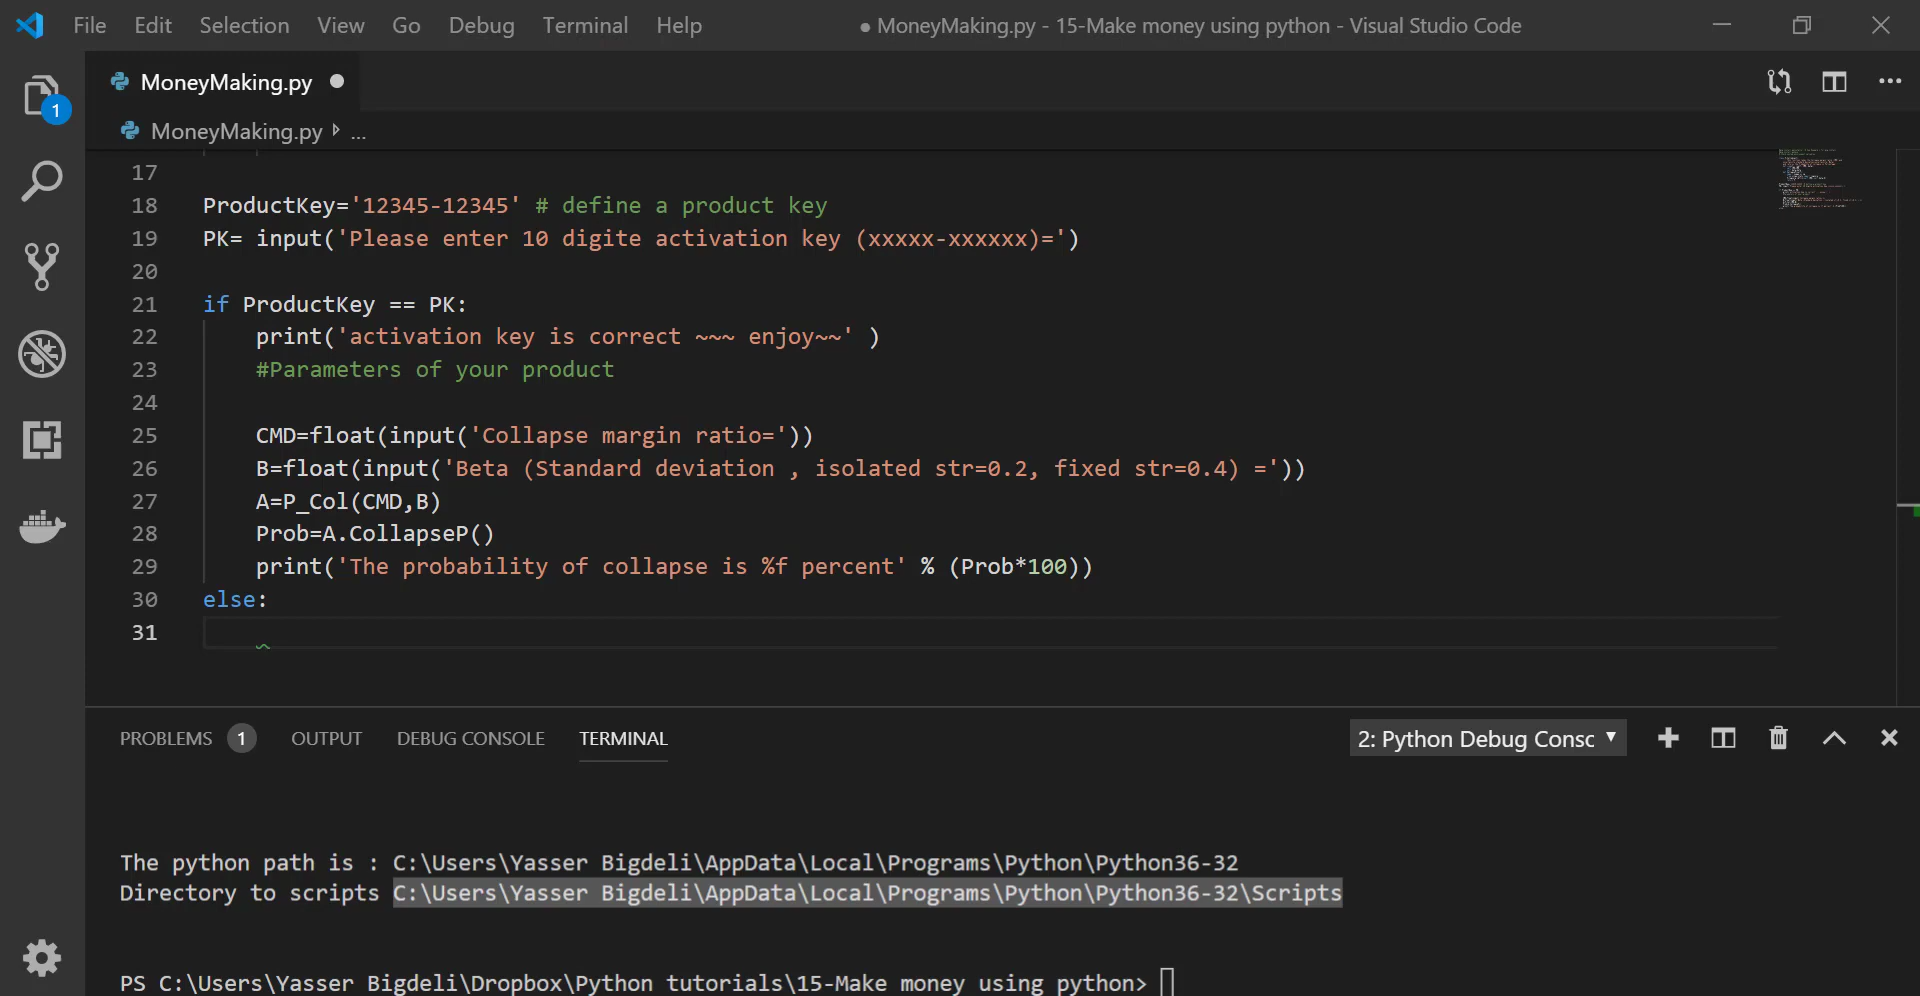 File Edit Selection View Go Debug Terminal Help ● MoneyMaking.py - 15-Make money using python - Visual Studio Code
MoneyMaking.py ●
MoneyMaking.py ...
1
17
18 ProductKey='12345-12345' # define a product key
19 PK= input('Please enter 10 digite activation key (xxxxx-xxxxxx)=')
20
21 if ProductKey == PK:
22 print('activation key is correct ~~~ enjoy~~' )
23 #Parameters of your product
24
25 CMD=float(input('Collapse margin ratio='))
26 B=float(input('Beta (Standard deviation , isolated str=0.2, fixed str=0.4) ='))
27 A=P_Col(CMD,B)
28 Prob=A.CollapseP()
29 print('The probability of collapse is %f percent' % (Prob*100))
30 else:
31
PROBLEMS 1 OUTPUT DEBUG CONSOLE TERMINAL 2: Python Debug Consc
The python path is : C:\Users\Yasser Bigdeli\AppData\Local\Programs\Python\Python36-32
Directory to scripts C:\Users\Yasser Bigdeli\AppData\Local\Programs\Python\Python36-32\Scripts
PS C:\Users\Yasser Bigdeli\Dropbox\Python tutorials\15-Make money using python>